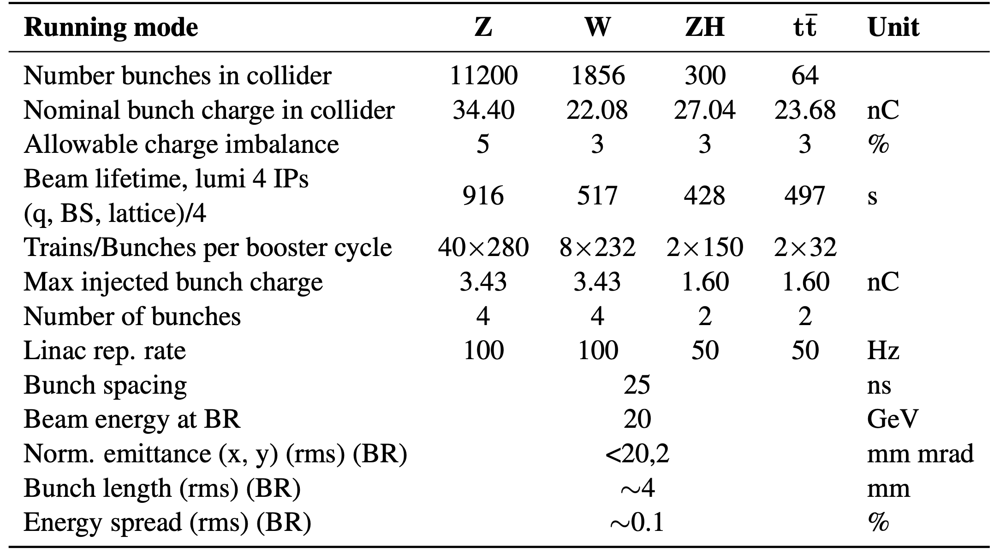 Running mode Z W ZH tt̄ Unit
Number bunches in collider 11200 1856 300 64
Nominal bunch charge in collider 34.40 22.08 27.04 23.68 nC
Allowable charge imbalance 5 3 3 3 %
Beam lifetime, lumi 4 IPs
(q, BS, lattice)/4 916 517 428 497 s
Trains/Bunches per booster cycle 40×280 8×232 2×150 2×32
Max injected bunch charge 3.43 3.43 1.60 1.60 nC
Number of bunches 4 4 2 2
Linac rep. rate 100 100 50 50 Hz
Bunch spacing 25 ns
Beam energy at BR 20 GeV
Norm. emittance (x, y) (rms) (BR) <20,2 mm mrad
Bunch length (rms) (BR) ∼4 mm
Energy spread (rms) (BR) ∼0.1 %